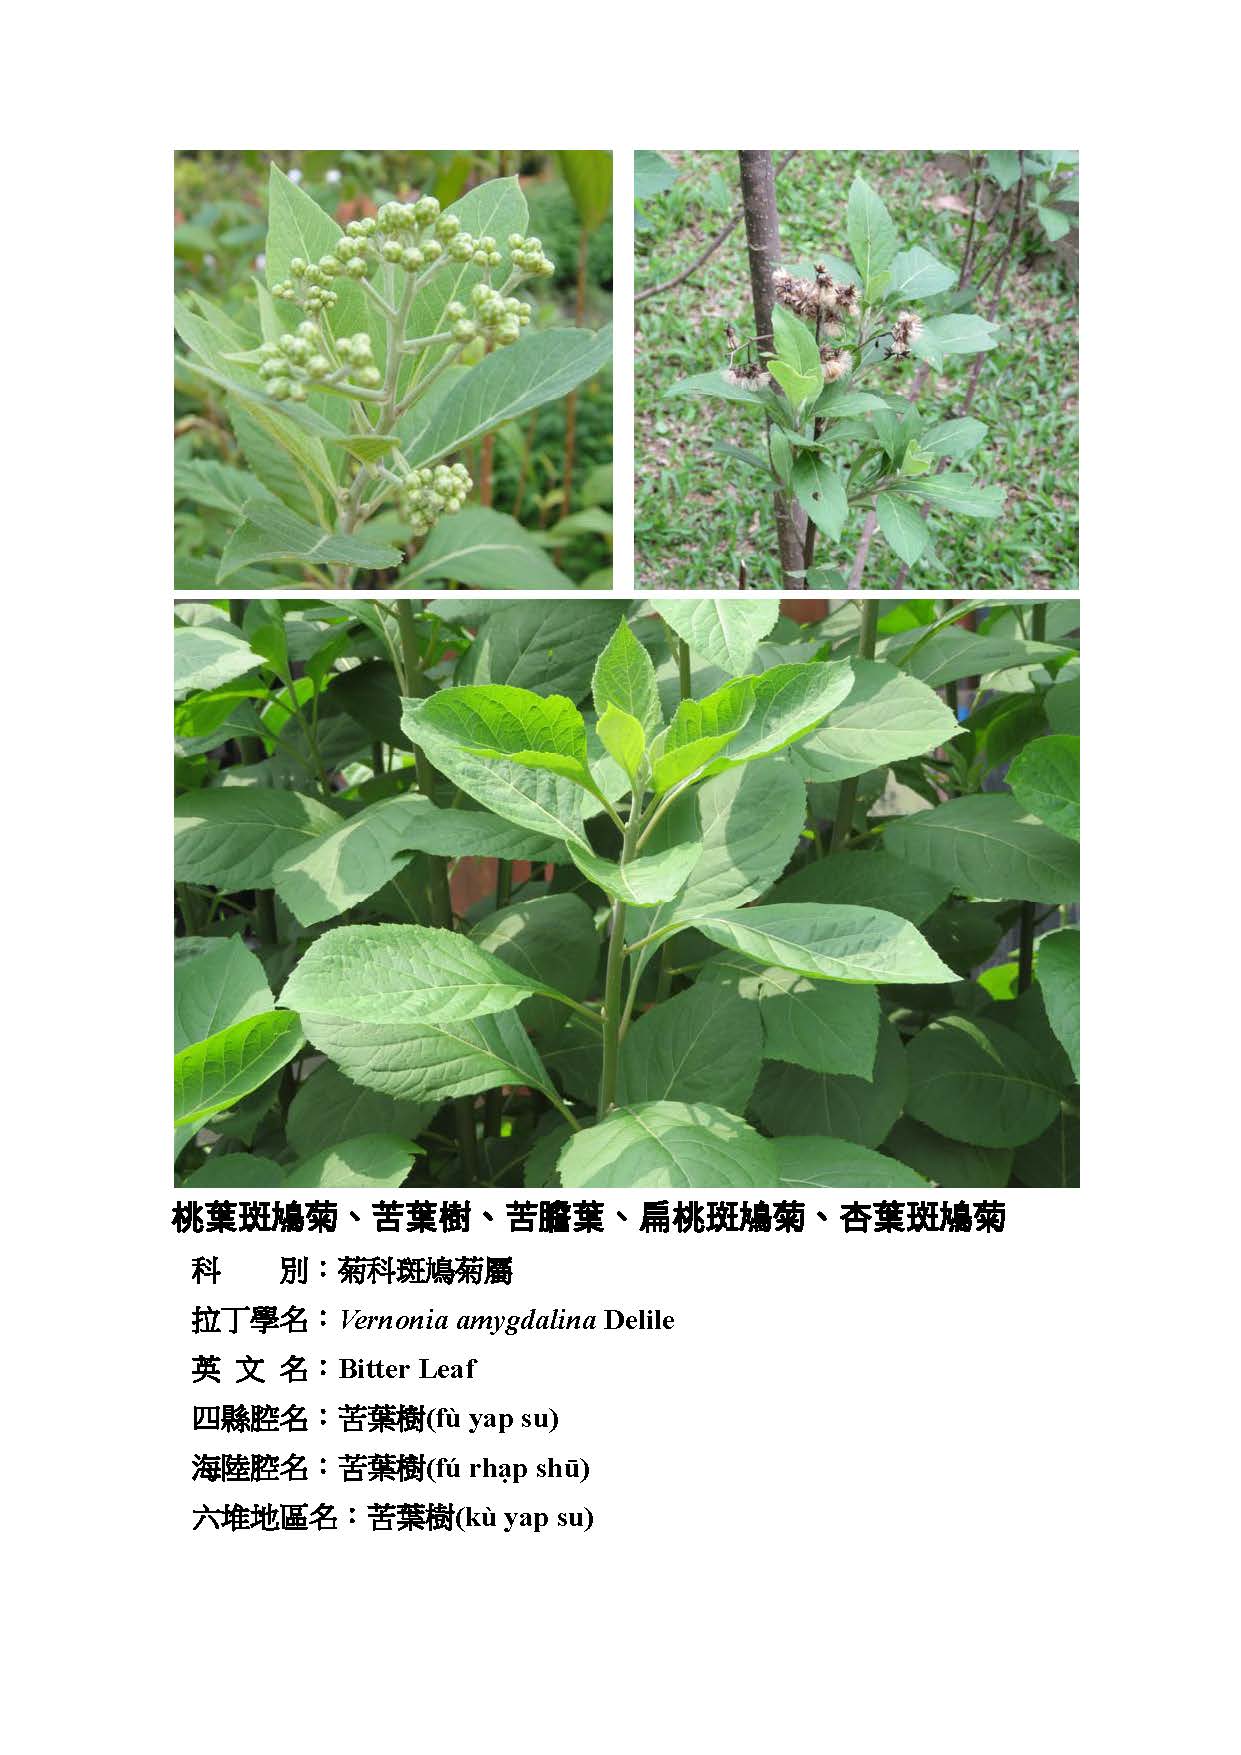 桃葉斑鳩菊、苦葉樹、苦膽葉、扁桃斑鳩菊、杏葉斑鳩菊
科　　別：菊科斑鳩菊屬
拉丁學名：Vernonia amygdalina Delile
英 文 名：Bitter Leaf
四縣腔名：苦葉樹(fù yap su)
海陸腔名：苦葉樹(fú rhạp shū)
六堆地區名：苦葉樹(kù yap su)